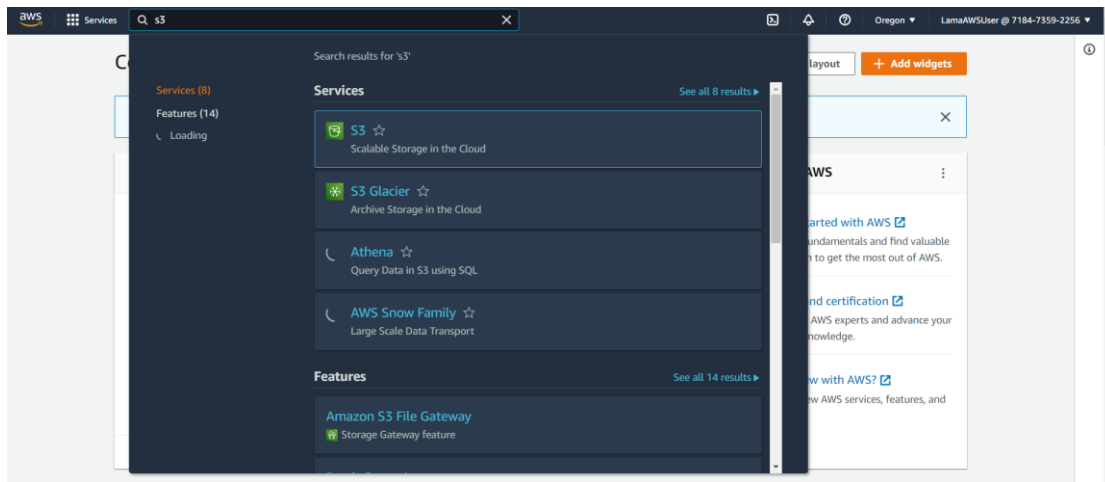 aws Services s3 Oregon ▼ LamaAWSUser @ 7184-7359-2256 ▼
Search results for 's3'
layout + Add widgets
Services (8)
Features (14)
Loading
Services See all 8 results ▶
S3
Scalable Storage in the Cloud
S3 Glacier
Archive Storage in the Cloud
Athena
Query Data in S3 using SQL
AWS Snow Family
Large Scale Data Transport
Features See all 14 results ▶
Amazon S3 File Gateway
Storage Gateway feature
AWS
started with AWS
fundamentals and find valuable
to get the most out of AWS.
and certification
AWS experts and advance your
knowledge.
with AWS?
AWS services, features, and